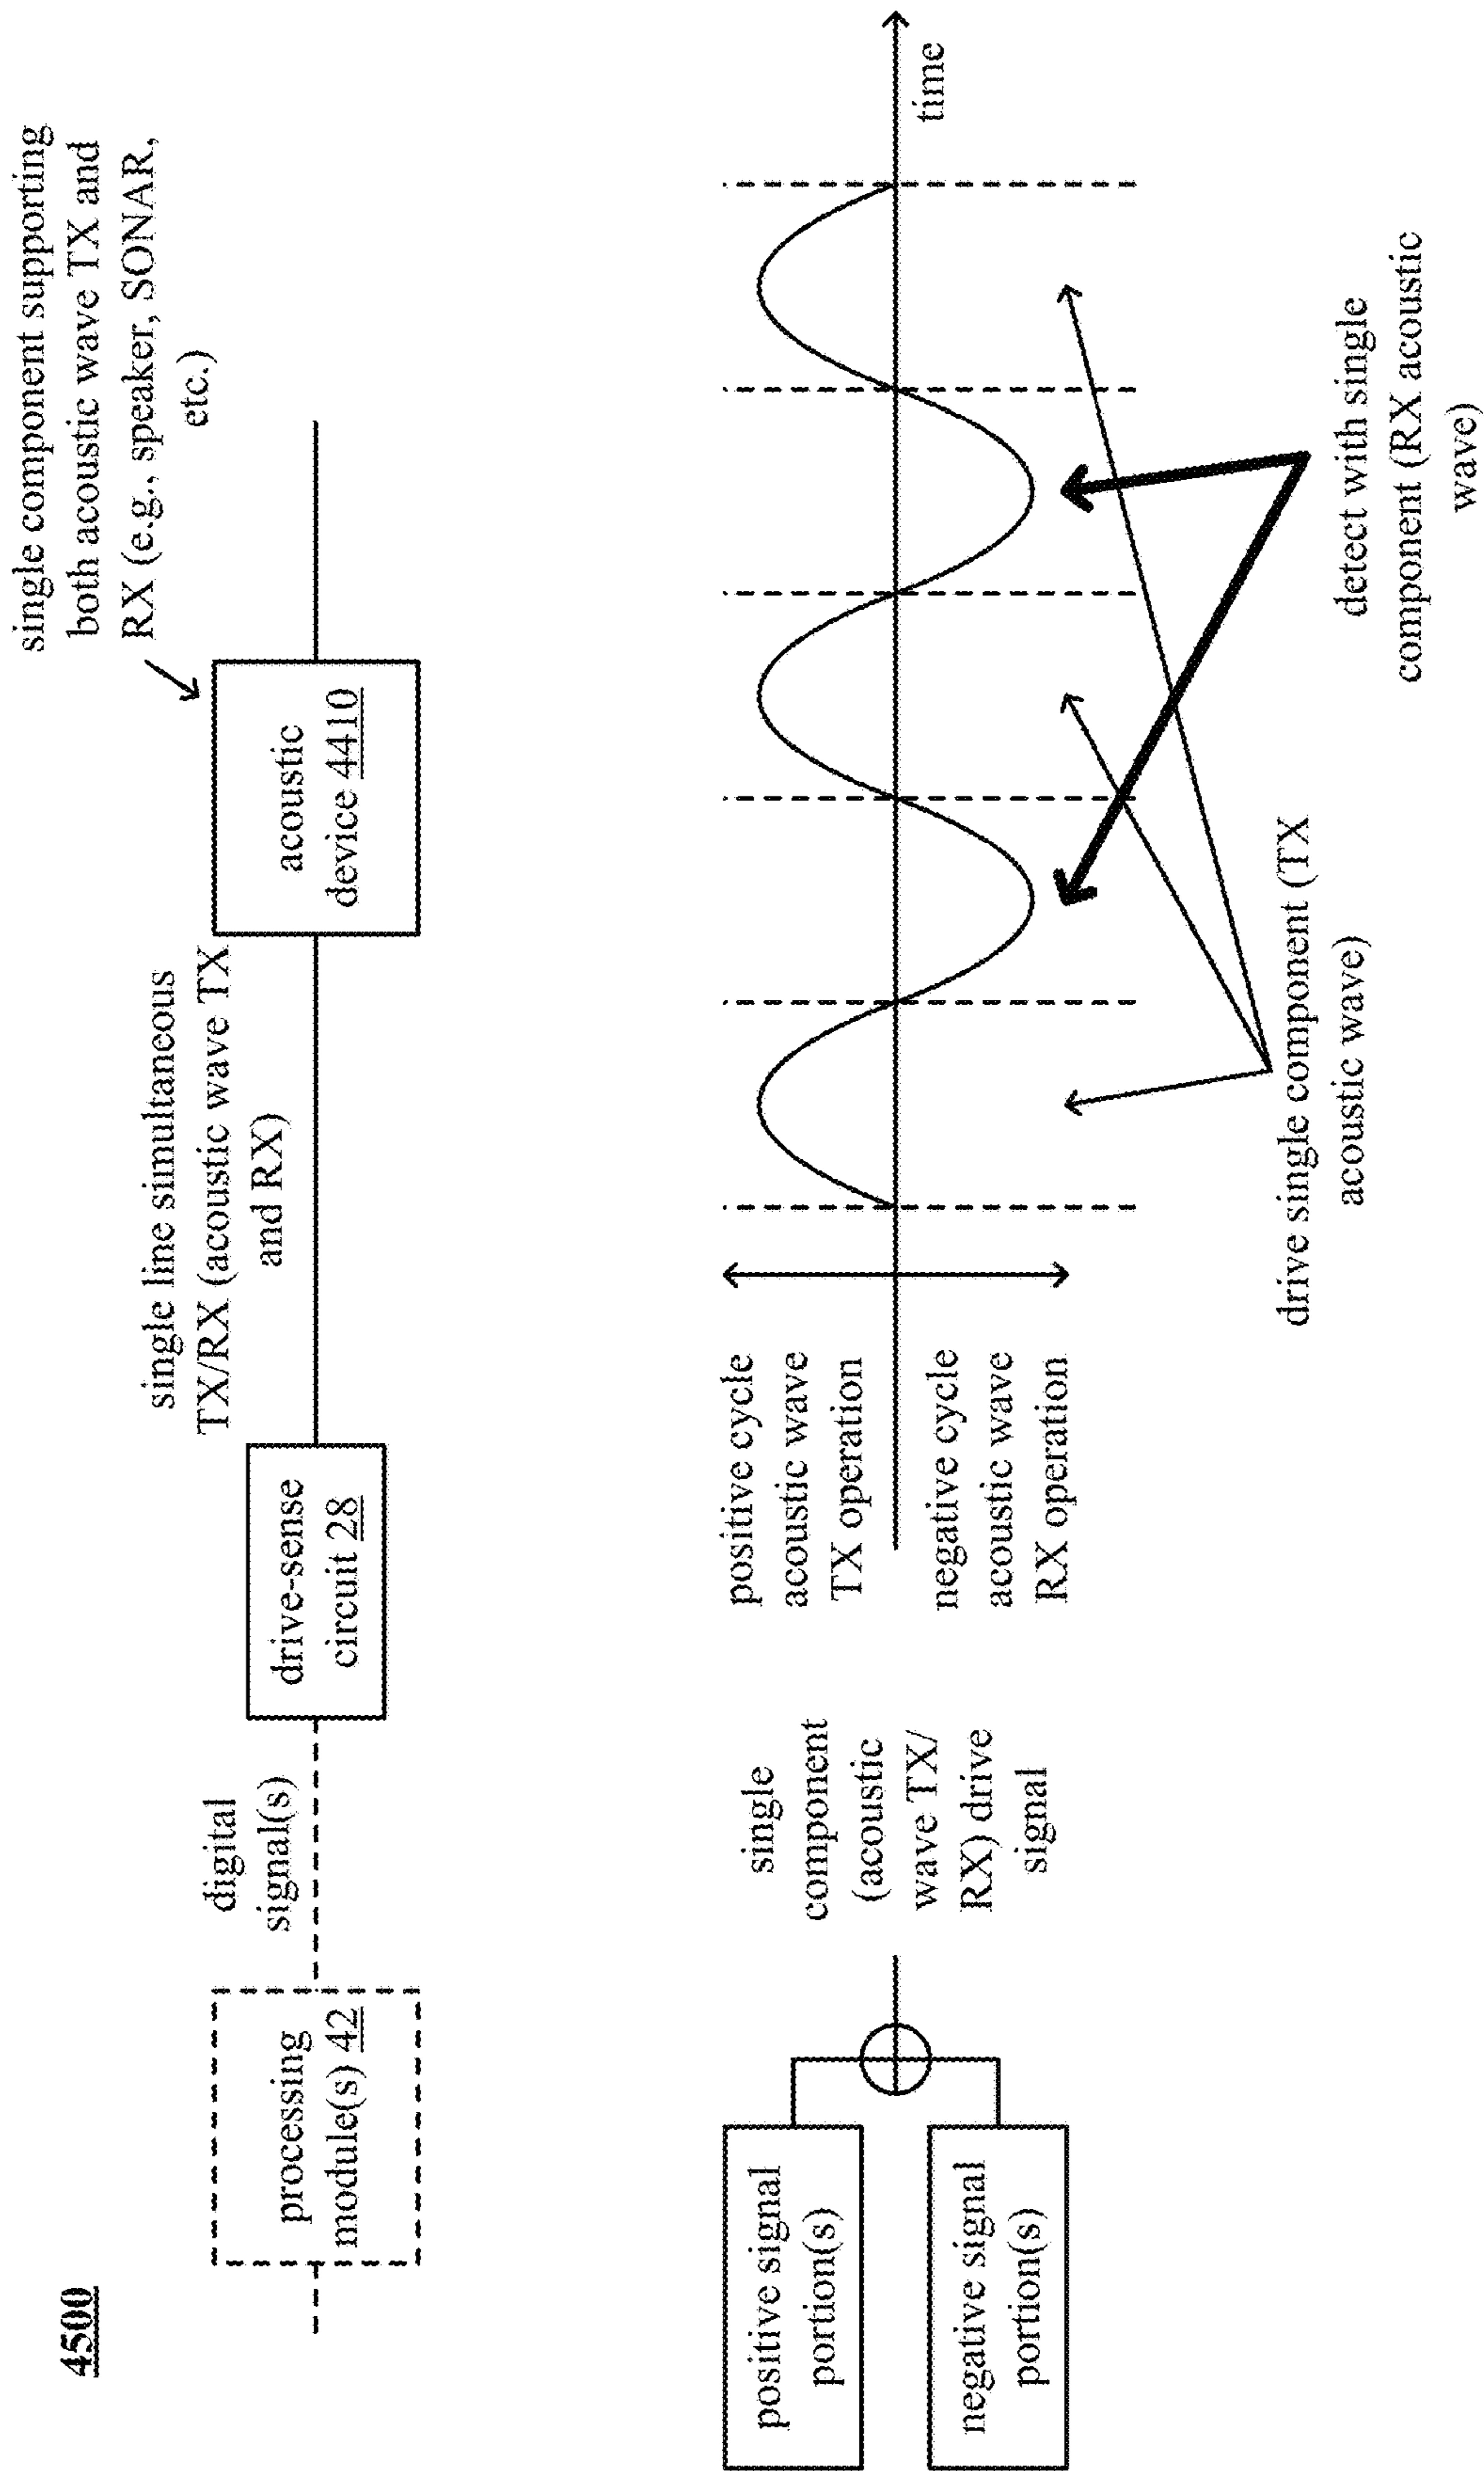 4500
processing
module(s) 42
digital
signal(s)
drive-sense
circuit 28
single line simultaneous
TX/RX (acoustic wave TX
and RX)
acoustic
device 4410
single component supporting
both acoustic wave TX and
RX (e.g., speaker, SONAR,
etc.)
positive signal
portion(s)
negative signal
portion(s)
single
component
(acoustic
wave TX/
RX) drive
signal
positive cycle
acoustic wave
TX operation
negative cycle
acoustic wave
RX operation
time
drive single component (TX
acoustic wave)
detect with single
component (RX acoustic
wave)